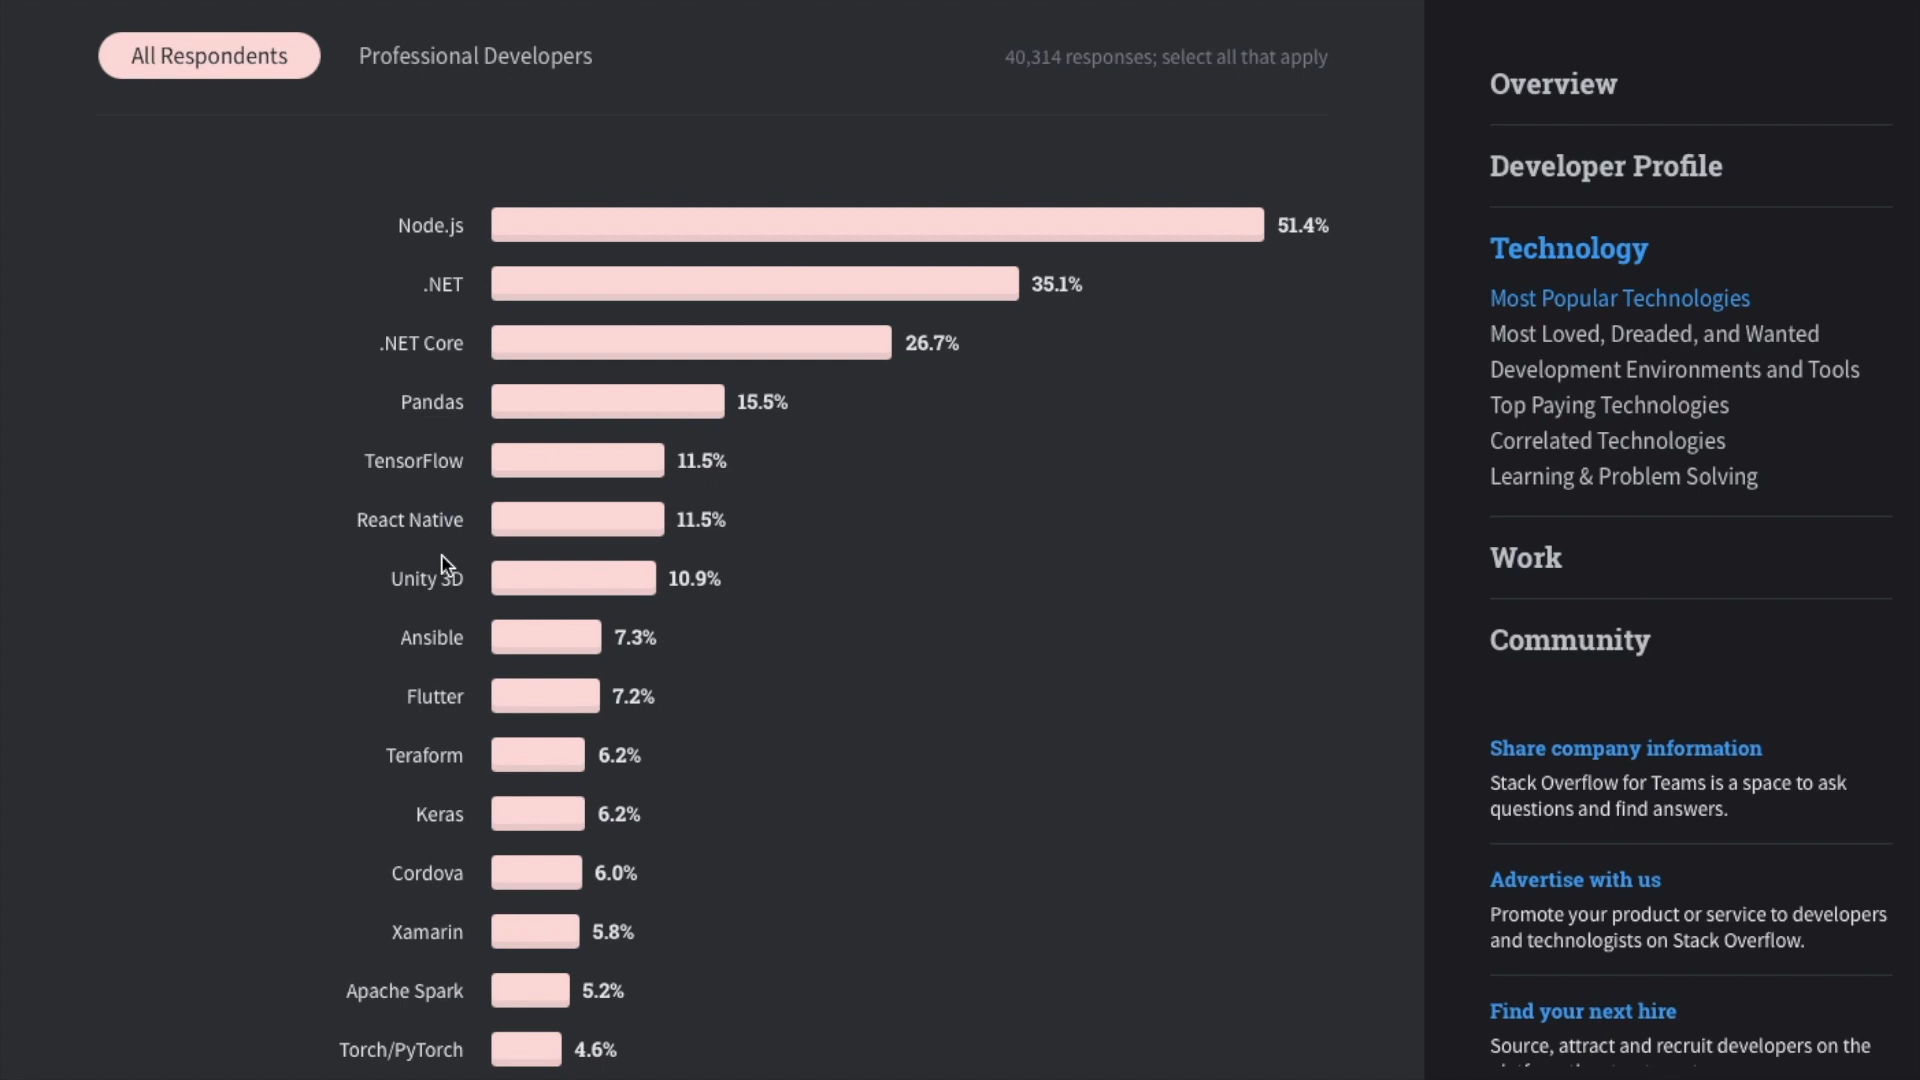 All Respondents
Professional Developers
40,314 responses; select all that apply
Node.js 51.4%
.NET 35.1%
.NET Core 26.7%
Pandas 15.5%
TensorFlow 11.5%
React Native 11.5%
Unity 3D 10.9%
Ansible 7.3%
Flutter 7.2%
Teraform 6.2%
Keras 6.2%
Cordova 6.0%
Xamarin 5.8%
Apache Spark 5.2%
Torch/PyTorch 4.6%
Overview
Developer Profile
Technology
Most Popular Technologies
Most Loved, Dreaded, and Wanted
Development Environments and Tools
Top Paying Technologies
Correlated Technologies
Learning & Problem Solving
Work
Community
Share company information
Stack Overflow for Teams is a space to ask
questions and find answers.
Advertise with us
Promote your product or service to developers
and technologists on Stack Overflow.
Find your next hire
Source, attract and recruit developers on the